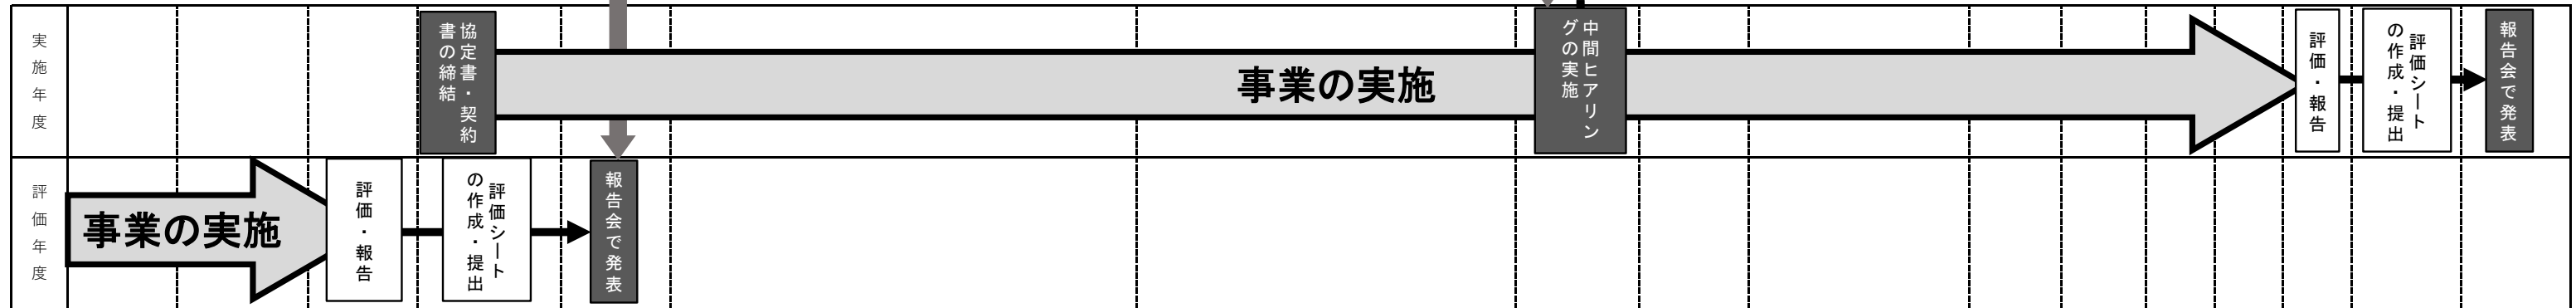 実施年度
協定書・契約
書の締結
事業の実施
中間ヒアリン
グの実施
評価・報告
評価シート
の作成・提出
報告会で発表
評価年度
事業の実施
評価・報告
評価シート
の作成・提出
報告会で発表